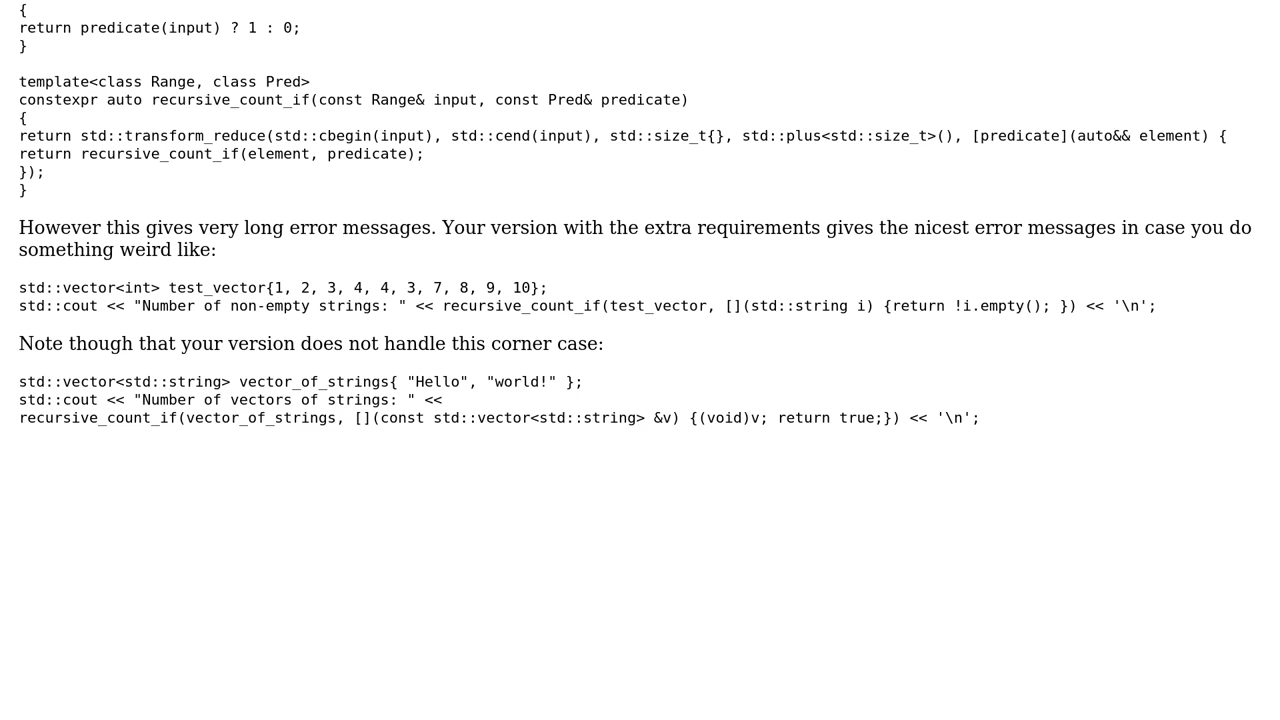 {
return predicate(input) ? 1 : 0;
}
template<class Range, class Pred>
constexpr auto recursive_count_if(const Range& input, const Pred& predicate)
{
return std::transform_reduce(std::cbegin(input), std::cend(input), std::size_t{}, std::plus<std::size_t>(), [predicate](auto&& element) {
return recursive_count_if(element, predicate);
});
}
However this gives very long error messages. Your version with the extra requirements gives the nicest error messages in case you do
something weird like:
std::vector<int> test_vector{1, 2, 3, 4, 4, 3, 7, 8, 9, 10};
std::cout << "Number of non-empty strings: " << recursive_count_if(test_vector, [](std::string i) {return !i.empty(); }) << '\n';
Note though that your version does not handle this corner case:
std::vector<std::string> vector_of_strings{ "Hello", "world!" };
std::cout << "Number of vectors of strings: " <<
recursive_count_if(vector_of_strings, [](const std::vector<std::string> &v) {(void)v; return true;}) << '\n';